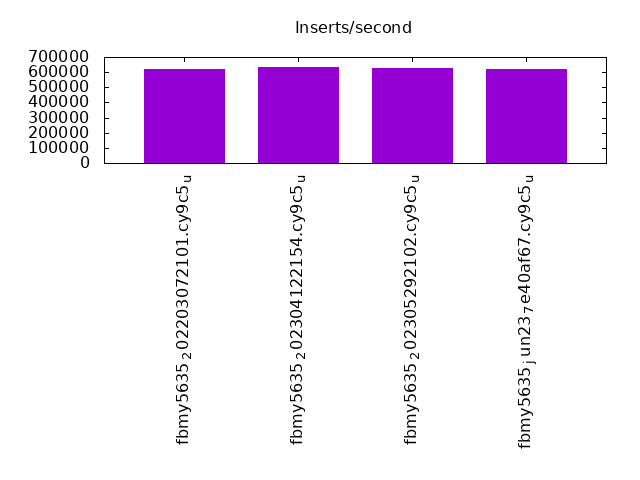 Inserts/second
700000
600000
500000
400000
300000
200000
100000
0
fbmy5635₂02203072101.cy9c5ᵤ
fbmy5635₂02304122154.cy9c5ᵤ
fbmy5635₂02305292102.cy9c5ᵤ
fbmy5635ⱼun23₇e40af67.cy9c5ᵤ